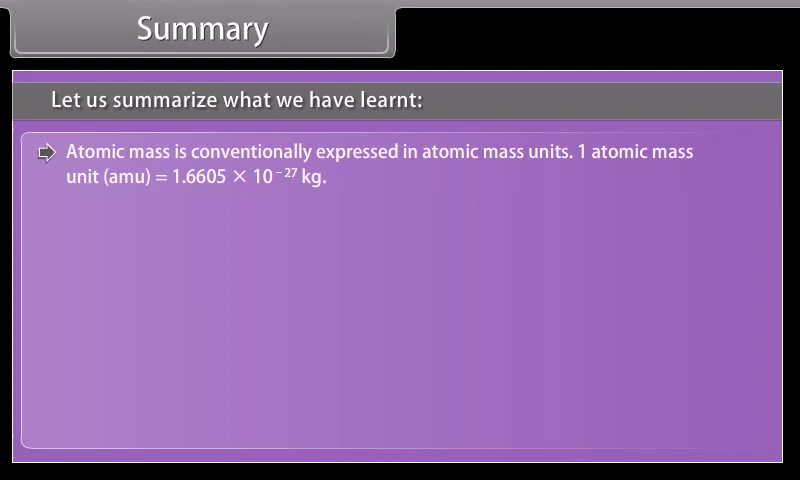 Summary
Let us summarize what we have learnt:
Atomic mass is conventionally expressed in atomic mass units. 1 atomic mass
unit (amu) = 1.6605 × 10⁻²⁷ kg.